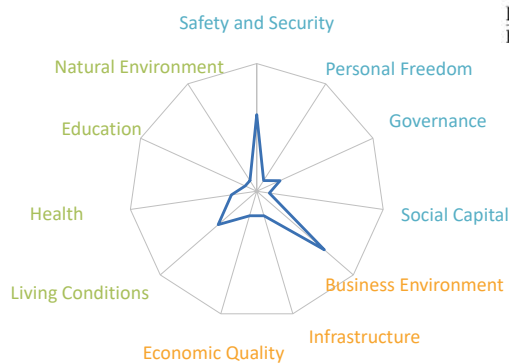 Safety and Security
Natural Environment
Personal Freedom
Education
Governance
Health
Social Capital
Living Conditions
Business Environment
Infrastructure
Economic Quality